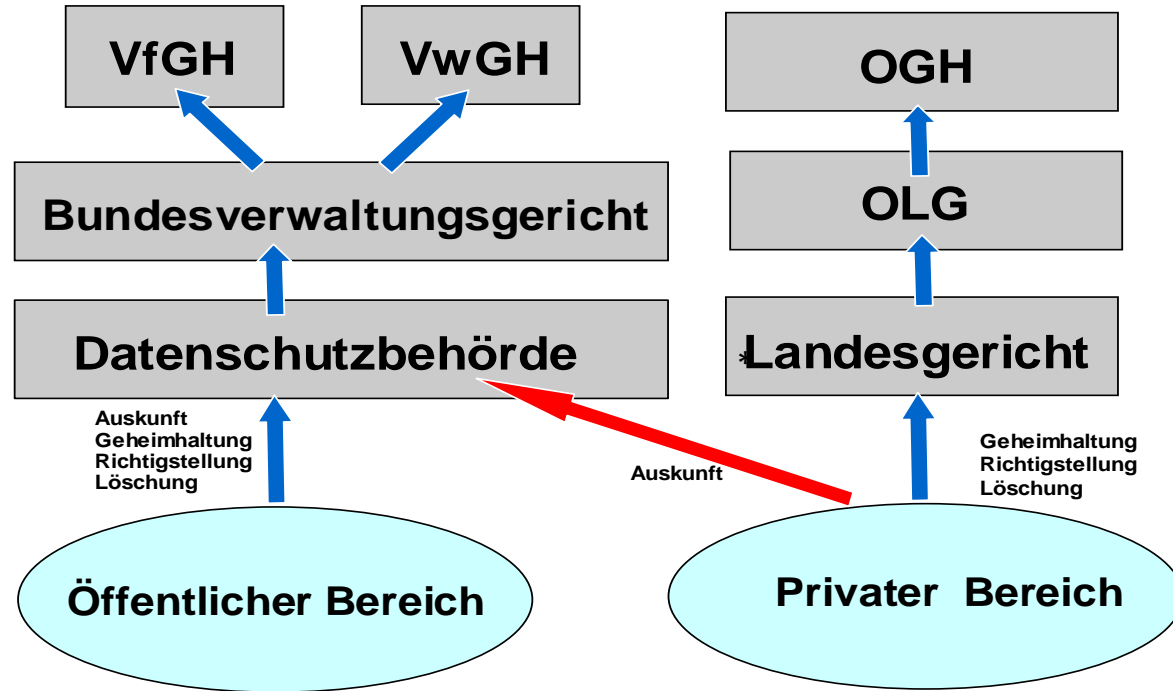 VfGH
VwGH
OGH
Bundesverwaltungsgericht
OLG
Datenschutzbehörde
*Landesgericht
Auskunft
Geheimhaltung
Richtigstellung
Löschung
Auskunft
Geheimhaltung
Richtigstellung
Löschung
Öffentlicher Bereich
Privater Bereich